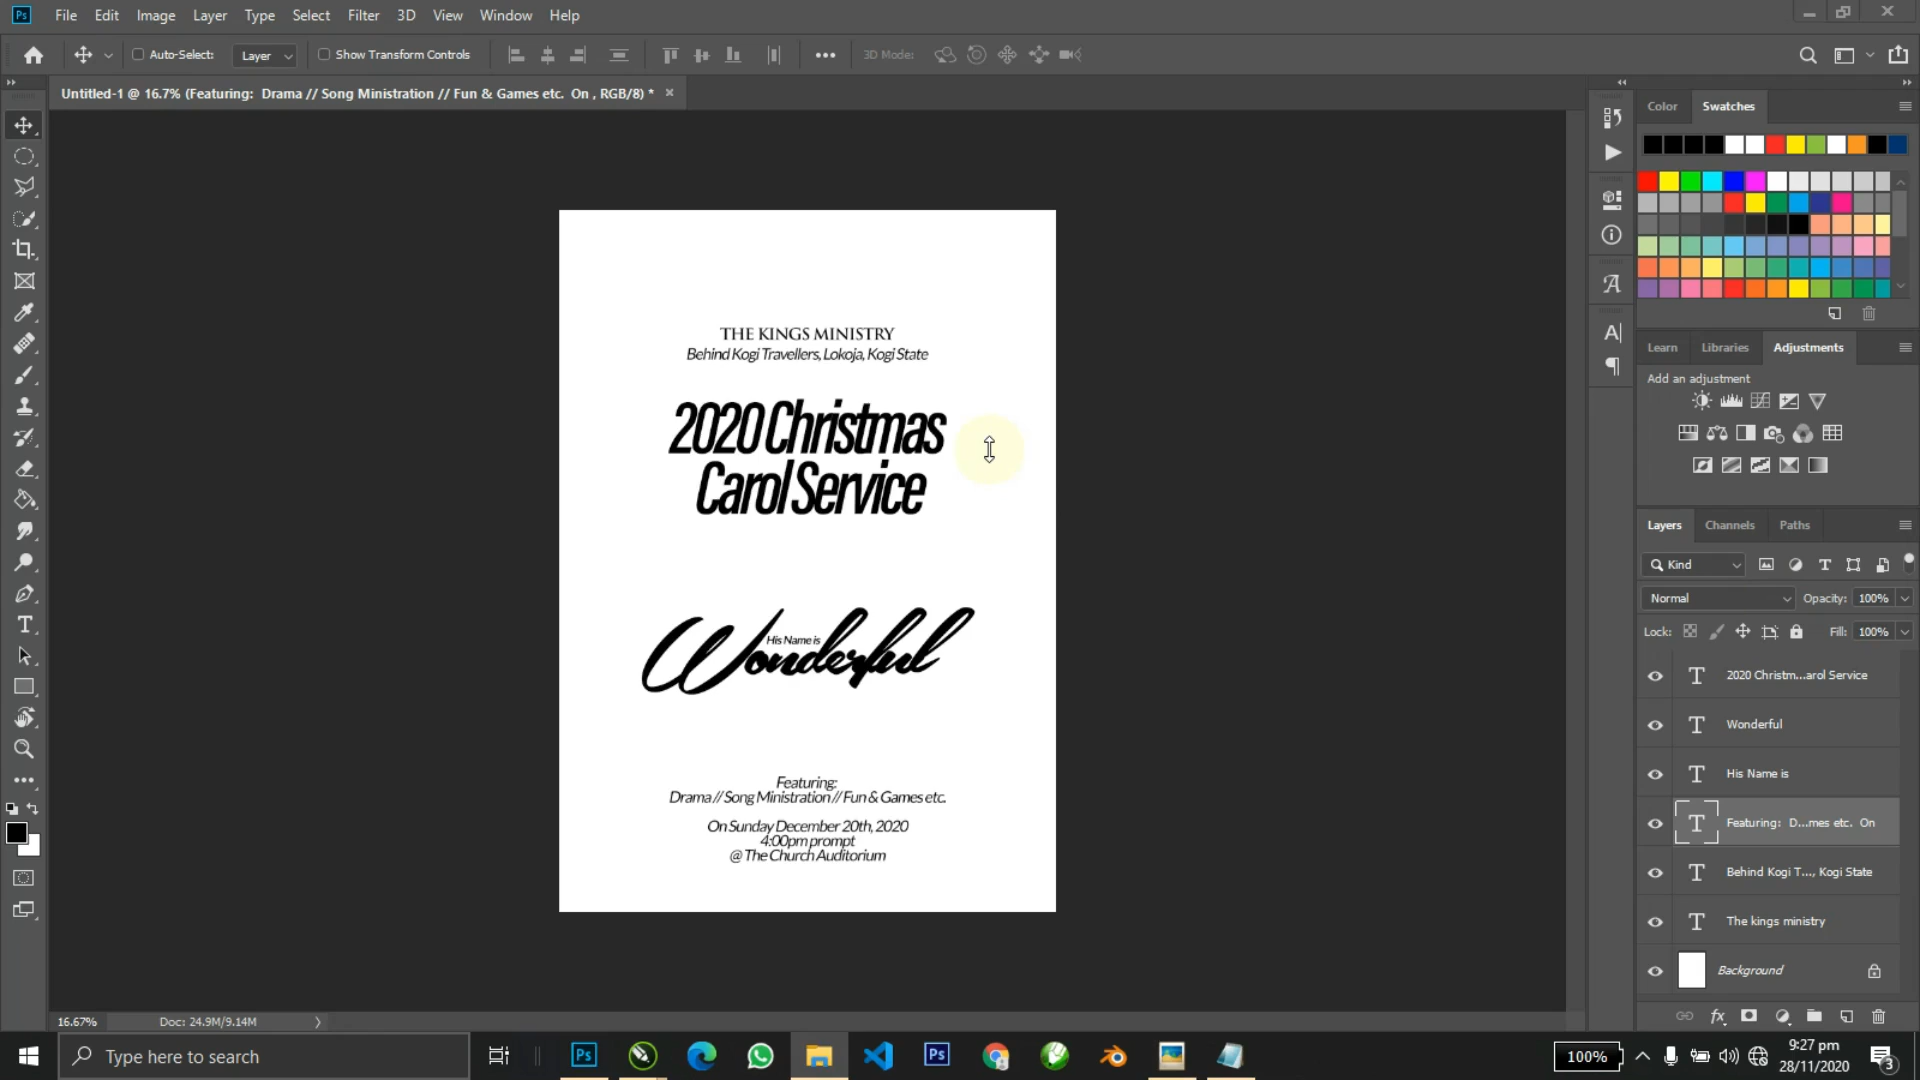 File Edit Image Layer Type Select Filter 3D View Window Help
Auto-Select: Layer Show Transform Controls 3D Mode:
Untitled-1 @ 16.7% (Featuring: Drama // Song Ministration // Fun & Games etc. On , RGB/8) *
Color Swatches
THE KINGS MINISTRY
Behind Kogi Travellers, Lokoja, Kogi State
2020 Christmas
Carol Service
His Name is
Wonderful
Featuring:
Drama // Song Ministration // Fun & Games etc.
On Sunday December 20th, 2020
4:00pm prompt
@ The Church Auditorium
Learn Libraries Adjustments
Add an adjustment
Layers Channels Paths
Kind
Normal Opacity: 100%
Lock: Fill: 100%
2020 Christm...arol Service
Wonderful
His Name is
Featuring: D...mes etc. On
Behind Kogi T..., Kogi State
The kings ministry
Background
16.67% Doc: 24.9M/9.14M
Type here to search
100%
9:27 pm
28/11/2020
3